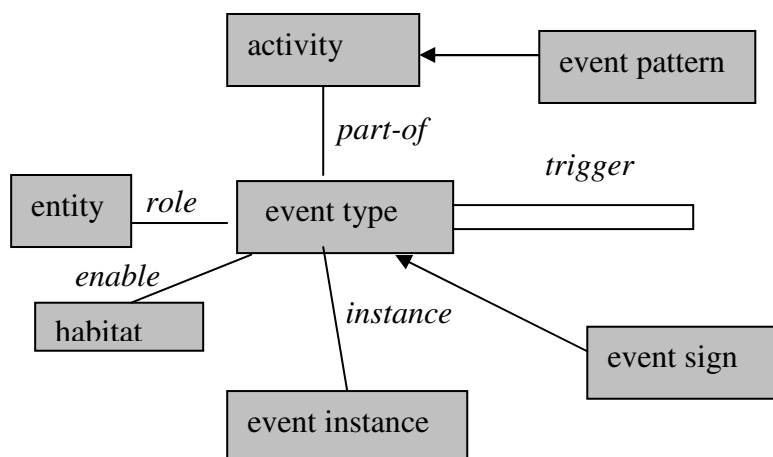 activity
event pattern
part-of
trigger
entity
role
event type
enable
instance
habitat
event sign
event instance